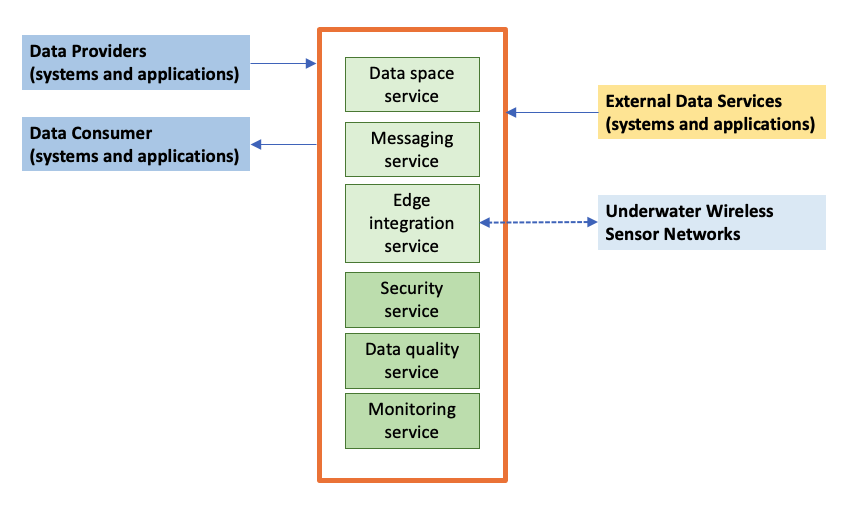 Data Providers
(systems and applications)
Data Consumer
(systems and applications)
Data space
service
Messaging
service
Edge
integration
service
Security
service
Data quality
service
Monitoring
service
External Data Services
(systems and applications)
Underwater Wireless
Sensor Networks